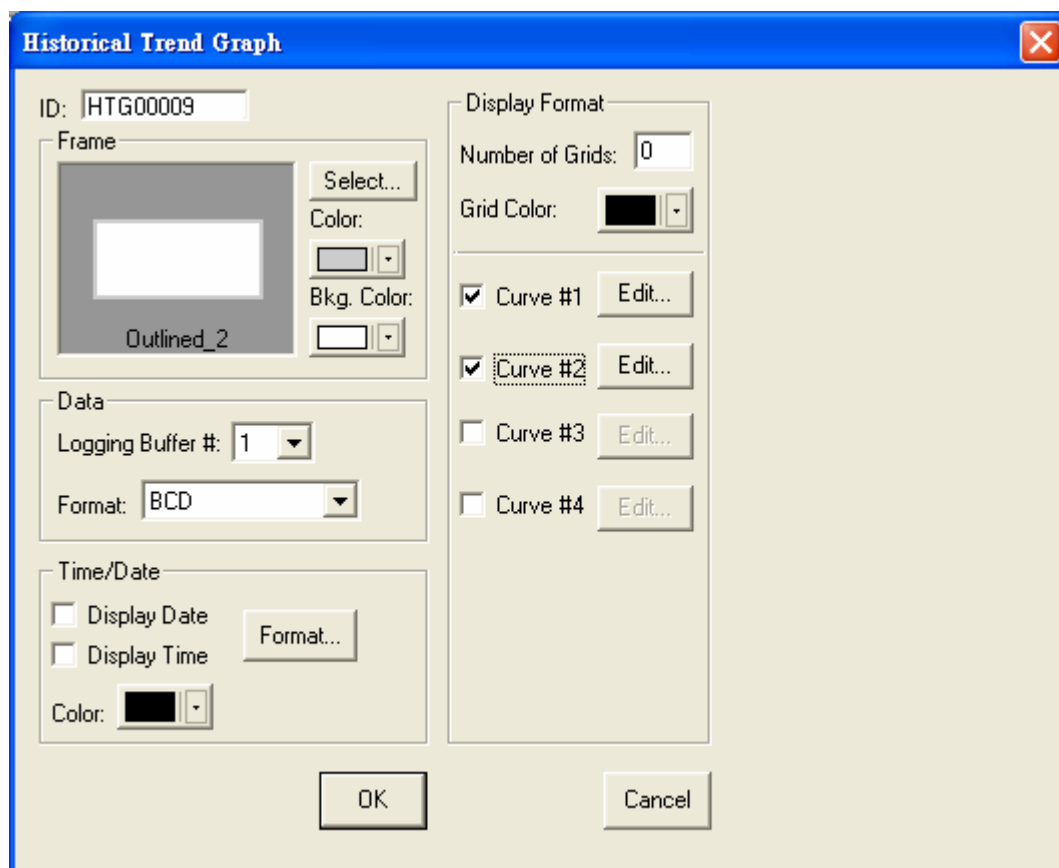 Historical Trend Graph
ID: HTG00009
Frame
Select...
Color:
Bkg. Color:
Outlined_2
Data
Logging Buffer #: 1
Format: BCD
Time/Date
Display Date
Display Time
Format...
Color:
Display Format
Number of Grids: 0
Grid Color:
Curve #1 Edit...
Curve #2 Edit...
Curve #3 Edit...
Curve #4 Edit...
OK
Cancel